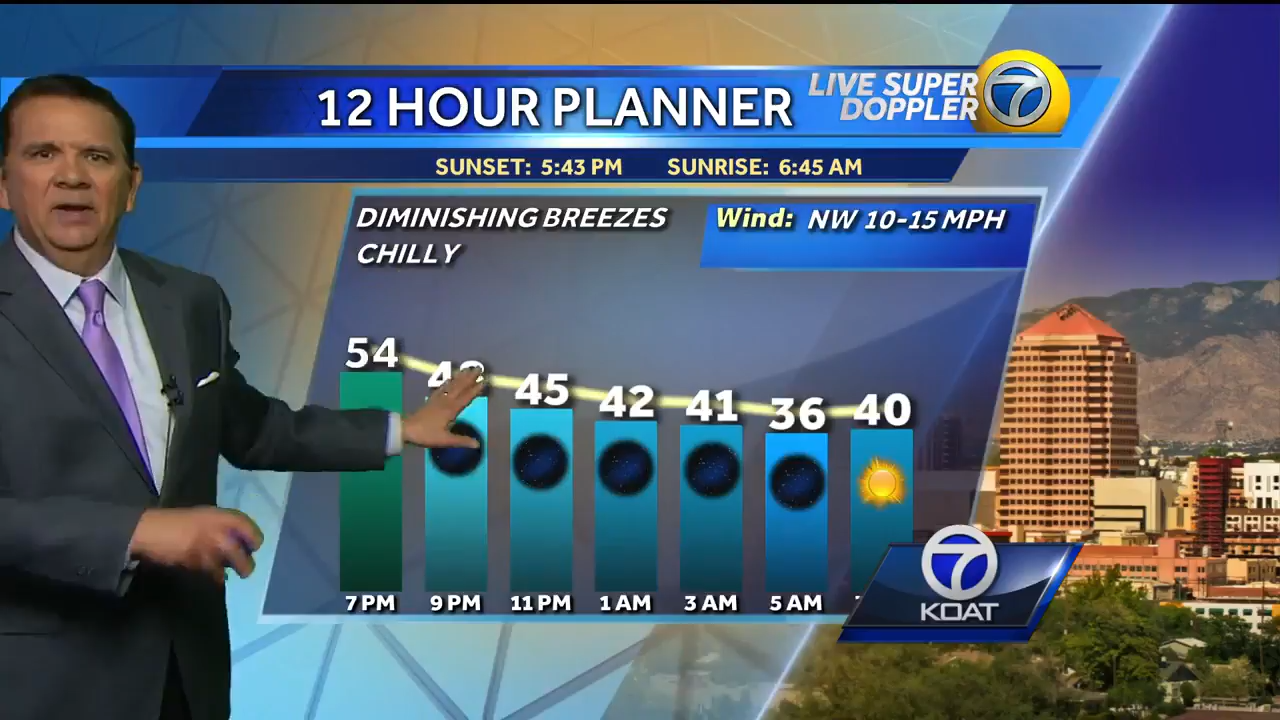 12 HOUR PLANNER
LIVE SUPER
DOPPLER
7
SUNSET: 5:43 PM SUNRISE: 6:45 AM
DIMINISHING BREEZES
CHILLY
Wind: NW 10-15 MPH
54 45 42 41 36 40
7 PM 9 PM 11 PM 1 AM 3 AM 5 AM
7
KOAT